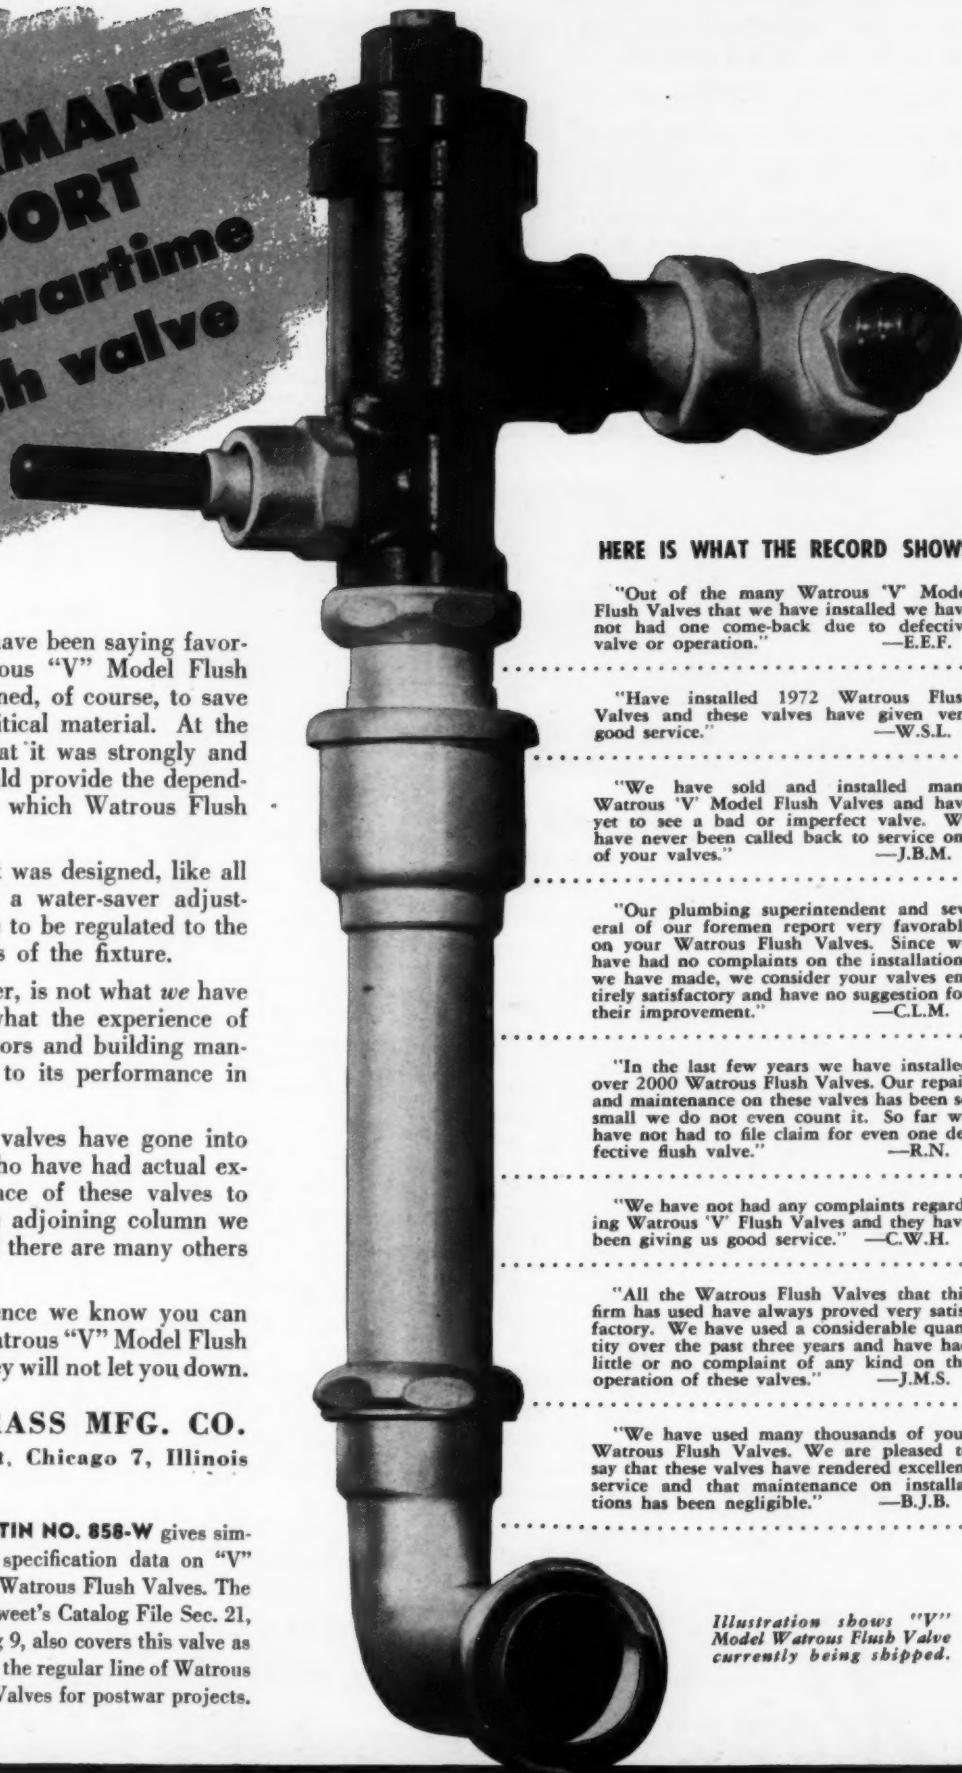 RMANCE
PORT
wartime
sh valve
have been saying favor-
ous “V” Model Flush
ned, of course, to save
itical material. At the
at it was strongly and
ld provide the depend-
which Watrous Flush
t was designed, like all
a water-saver adjust-
to be regulated to the
s of the fixture.
er, is not what we have
what the experience of
ors and building man-
to its performance in
valves have gone into
ho have had actual ex-
nce of these valves to
adjoining column we
there are many others
ence we know you can
atrous “V” Model Flush
ey will not let you down.
RASS MFG. CO.
t, Chicago 7, Illinois
TIN NO. 858-W gives sim-
specification data on “V”
Watrous Flush Valves. The
weet's Catalog File Sec. 21,
g 9, also covers this valve as
the regular line of Watrous
Valves for postwar projects.
HERE IS WHAT THE RECORD SHOWS
"Out of the many Watrous 'V' Mode
Flush Valves that we have installed we hav
not had one come-back due to defectiv
valve or operation." —E.E.F.
"Have installed 1972 Watrous Flus
Valves and these valves have given ver
good service." —W.S.L.
"We have sold and installed man
Watrous 'V' Model Flush Valves and hav
yet to see a bad or imperfect valve. W
have never been called back to service on
of your valves." —J.B.M.
"Our plumbing superintendent and sev
eral of our foremen report very favorabl
on your Watrous Flush Valves. Since w
have had no complaints on the installation
we have made, we consider your valves en
tirely satisfactory and have no suggestion fo
their improvement." —C.L.M.
"In the last few years we have installe
over 2000 Watrous Flush Valves. Our repai
and maintenance on these valves has been s
small we do not even count it. So far w
have not had to file claim for even one de
fective flush valve." —R.N.
"We have not had any complaints regard
ing Watrous 'V' Flush Valves and they hav
been giving us good service." —C.W.H.
"All the Watrous Flush Valves that thi
firm has used have always proved very satis
factory. We have used a considerable quan
tity over the past three years and have ha
little or no complaint of any kind on th
operation of these valves." —J.M.S.
"We have used many thousands of you
Watrous Flush Valves. We are pleased t
say that these valves have rendered excellen
service and that maintenance on installa
tions has been negligible." —B.J.B.
Illustration shows "V"
Model Watrous Flush Valve
currently being shipped.